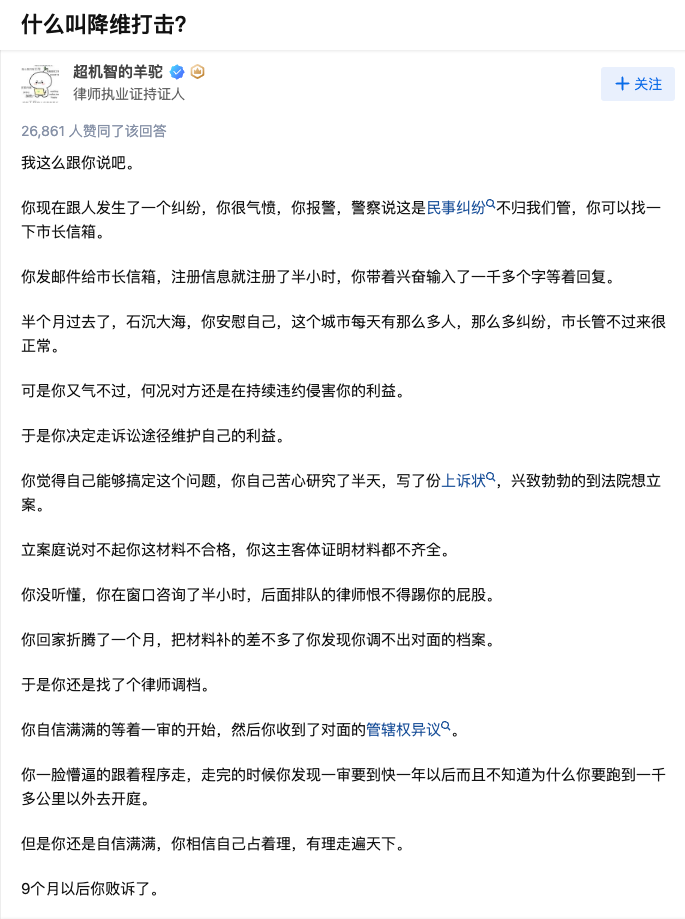 什么叫降维打击?
超机智的羊驼
律师执业证持证人
+ 关注
26,861 人赞同了该回答
我这么跟你说吧。
你现在跟人发生了一个纠纷，你很气愤，你报警，警察说这是民事纠纷不归我们管，你可以找一
下市长信箱。
你发邮件给市长信箱，注册信息就注册了半小时，你带着兴奋输入了一千多个字等着回复。
半个月过去了，石沉大海，你安慰自己，这个城市每天有那么多人，那么多纠纷，市长管不过来很
正常。
可是你又气不过，何况对方还是在持续违约侵害你的利益。
于是你决定走诉讼途径维护自己的利益。
你觉得自己能够搞定这个问题，你自己苦心研究了半天，写了份上诉状，兴致勃勃的到法院想立
案。
立案庭说对不起你这材料不合格，你这主客体证明材料都不齐全。
你没听懂，你在窗口咨询了半小时，后面排队的律师恨不得踢你的屁股。
你回家折腾了一个月，把材料补的差不多了你发现你调不出对面的档案。
于是你还是找了个律师调档。
你自信满满的等着一审的开始，然后你收到了对面的管辖权异议。
你一脸懵逼的跟着程序走，走完的时候你发现一审要到快一年以后而且不知道为什么你要跑到一千
多公里以外去开庭。
但是你还是自信满满，你相信自己占着理，有理走遍天下。
9个月以后你败诉了。